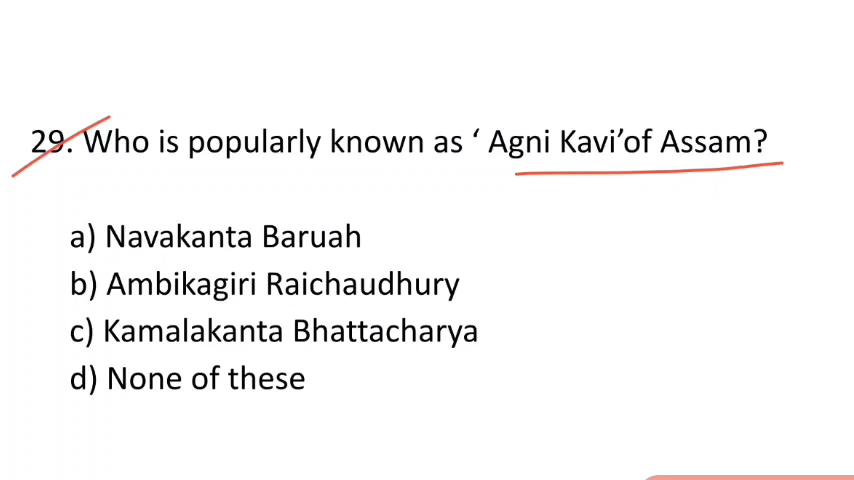 29. Who is popularly known as ‘ Agni Kavi’of Assam?
a) Navakanta Baruah
b) Ambikagiri Raichaudhury
c) Kamalakanta Bhattacharya
d) None of these